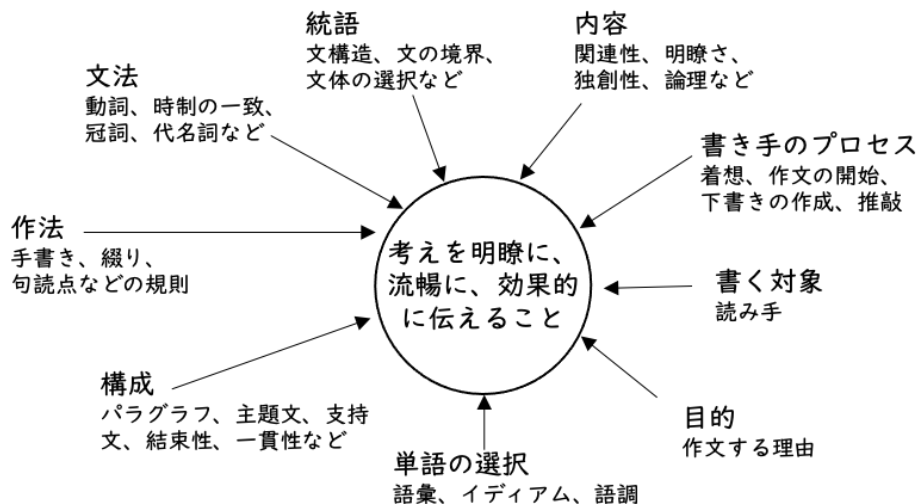 統語
文構造、文の境界、
文体の選択など
内容
関連性、明瞭さ、
独創性、論理など
文法
動詞、時制の一致、
冠詞、代名詞など
書き手のプロセス
着想、作文の開始、
下書きの作成、推敲
作法
手書き、綴り、
句読点などの規則
考えを明瞭に、
流暢に、効果的
に伝えること
書く対象
読み手
構成
パラグラフ、主題文、支持
文、結束性、一貫性など
目的
作文する理由
単語の選択
語彙、イディアム、語調